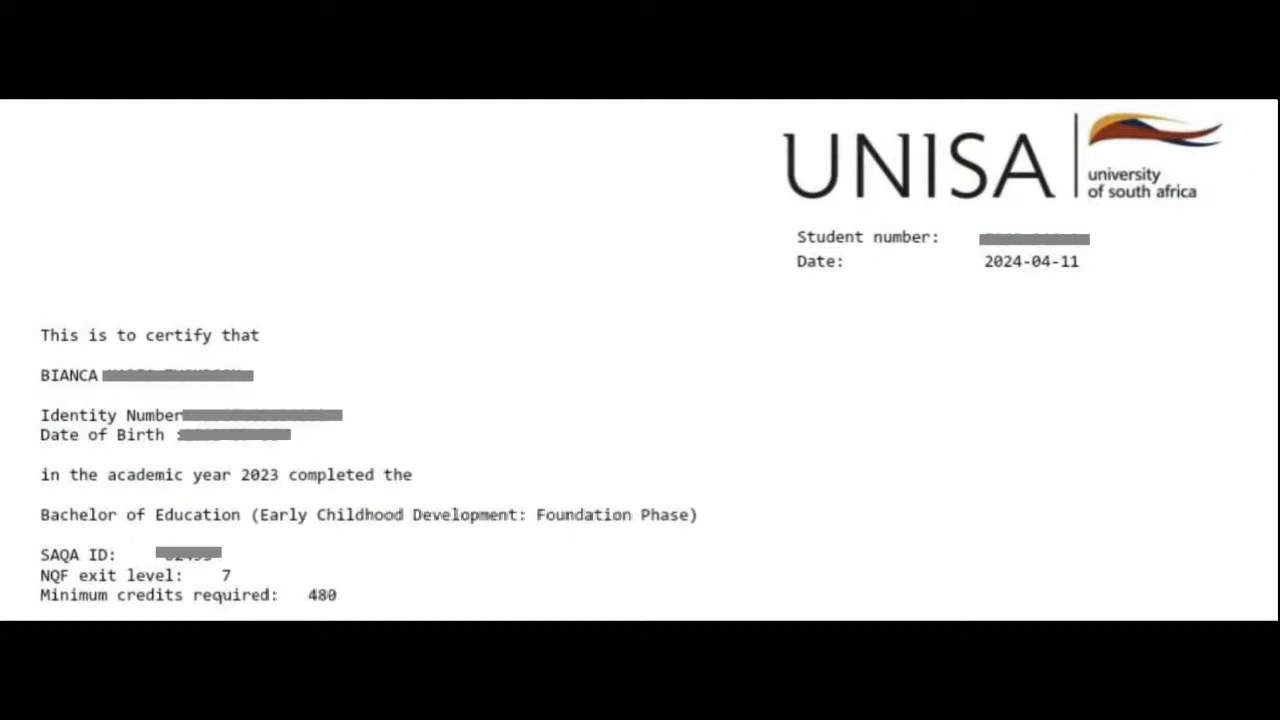 UNISA
university
of south africa
Student number:
Date: 2024-04-11
This is to certify that
BIANCA
Identity Number
Date of Birth :
in the academic year 2023 completed the
Bachelor of Education (Early Childhood Development: Foundation Phase)
SAQA ID:
NQF exit level: 7
Minimum credits required: 480